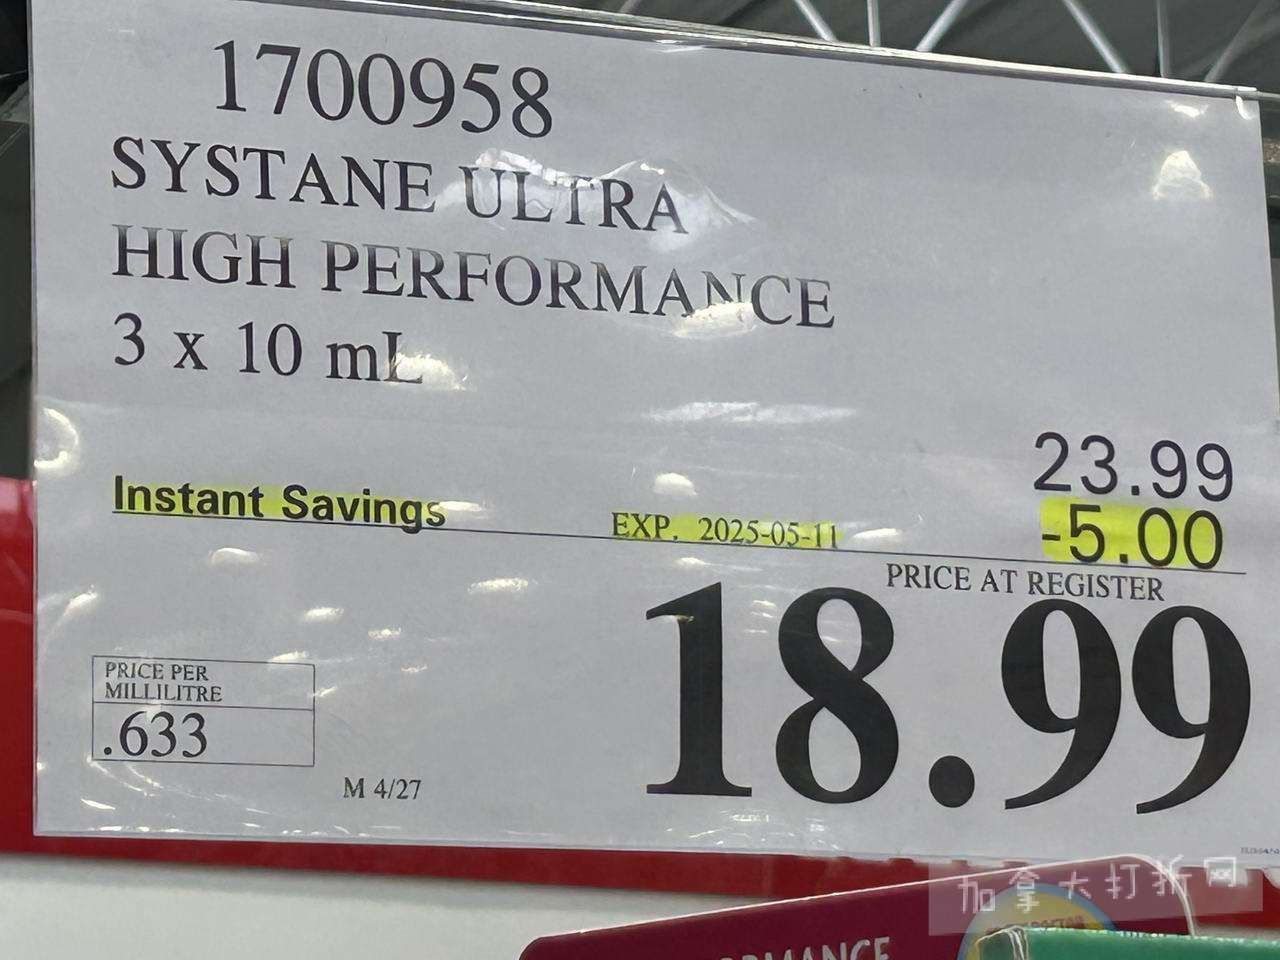 1700958
SYSTANE ULTRA
HIGH PERFORMANCE
3 x 10 mL
23.99
Instant Savings EXP. 2025-05-11 -5.00
PRICE AT REGISTER
18.99
PRICE PER
MILLILITRE
.633
M 4/27
加拿大打折网